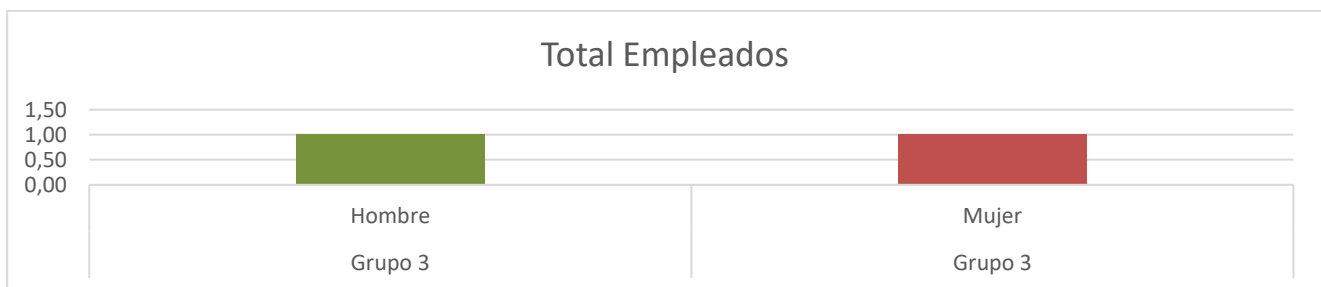 Total Empleados
1,50
1,00
0,50
0,00
Hombre Mujer
Grupo 3 Grupo 3